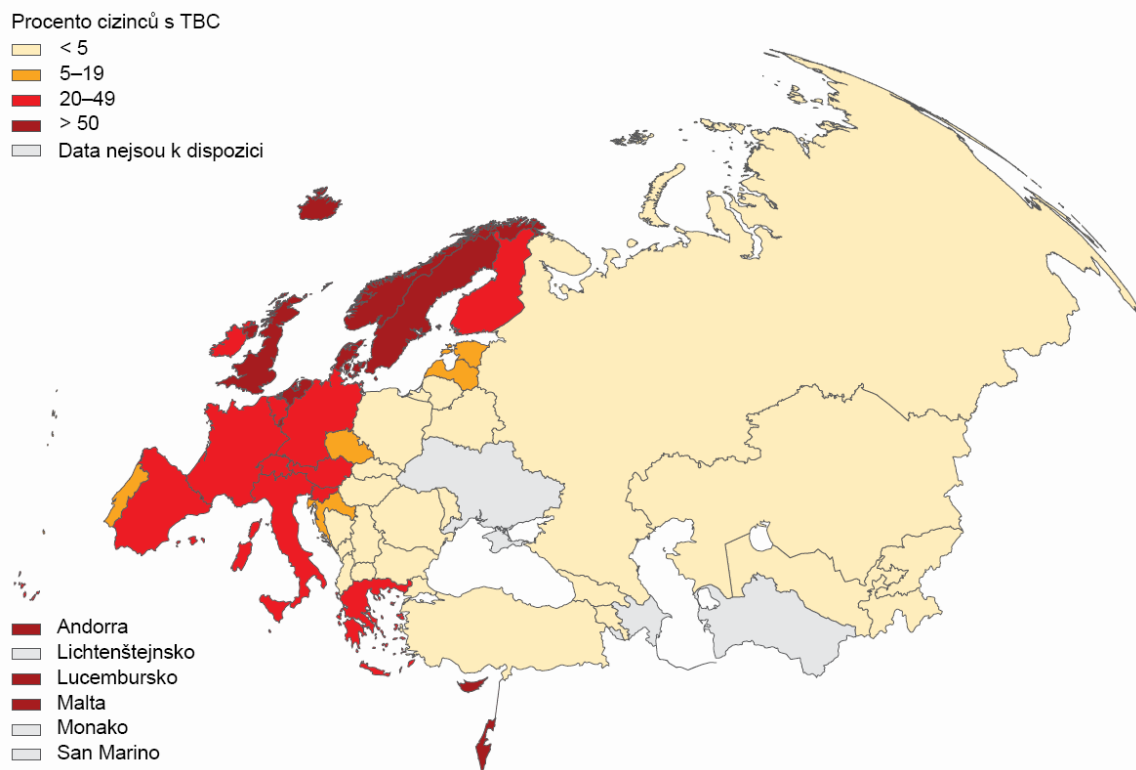 Procento cizinců s TBC
< 5
5–19
20–49
> 50
Data nejsou k dispozici
Andorra
Lichtenštejnsko
Lucembursko
Malta
Monako
San Marino